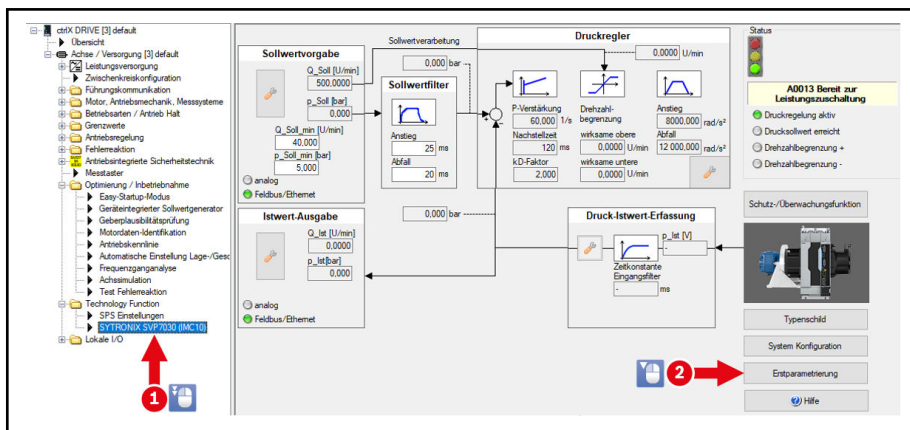 ctrlX DRIVE [3] default
Übersicht
Achse / Versorgung [3] default
Leistungsversorgung
Zwischenkreiskonfiguration
Führungskommunikation
Motor, Antriebsmechanik, Messsysteme
Betriebsarten / Antrieb Halt
Grenzwerte
Antriebsregelung
Fehlerreaktion
Antriebsintegrierte Sicherheitstechnik
Messtaster
Optimierung / Inbetriebnahme
Easy-Startup-Modus
Geräteintegrierter Sollwertgenerator
Geberpausibilitätsprüfung
Motordaten-Identifikation
Antriebskennlinie
Automatische Einstellung Lage-/Gesc
Frequenzganganalyse
Achssimulation
Test Fehlerreaktion
Technology Function
SPS Einstellungen
SYTRONIX SVP7030 (IMC10)
Lokale I/O
1
Sollwertvorgabe
Q_Soll [U/min]
500,0000
p_Soll [bar]
0,000
Q_Soll_min [U/min]
40,000
p_Soll_min [bar]
5,000
analog
Feldbus/Ethernet
Istwert-Ausgabe
Q_Ist [U/min]
0,0000
p_Ist[bar]
0,000
analog
Feldbus/Ethernet
Sollwertverarbeitung
0,000 bar
Sollwertfilter
Anstieg
25 ms
Abfall
20 ms
0,000 bar
Druckregler
0,0000 U/min
P-Verstärkung
60,000 1/s
Nachstellzeit
120 ms
kD-Faktor
2,000
Drehzahl-
begrenzung
wirksame obere
0,0000 U/min
wirksame untere
0,0000 U/min
Anstieg
8000,000 rad/s²
Abfall
12 000,000 rad/s²
Druck-Istwert-Erfassung
p_Ist [V]
-
Zeitkonstante
Eingangsfilter
- ms
2
Status
A0013 Bereit zur
Leistungszuschaltung
Druckregelung aktiv
Drucksollwert erreicht
Drehzahlbegrenzung +
Drehzahlbegrenzung -
Schutz-/Überwachungsfunktion
Typenschild
System Konfiguration
Erstparametrierung
Hilfe